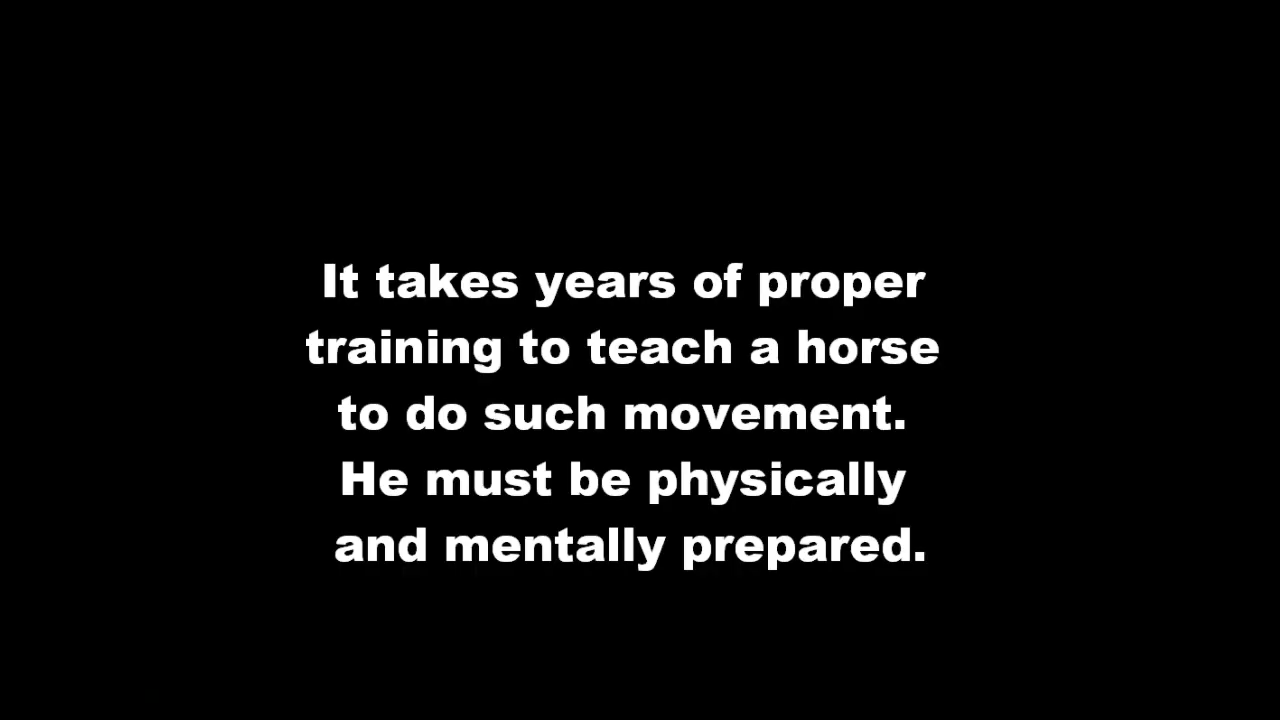 It takes years of proper
training to teach a horse
to do such movement.
He must be physically
and mentally prepared.